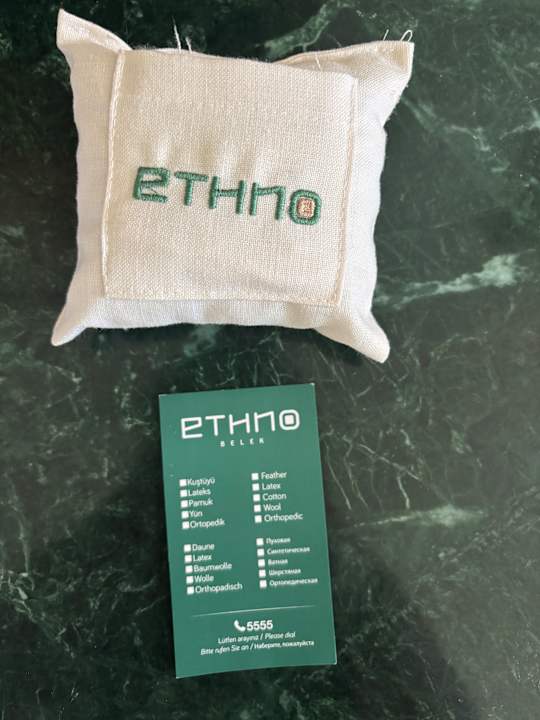 ETHNO
ETHNO
BELEK
Kuştüyü
Lateks
Pamuk
Yün
Ortopedik
Feather
Latex
Cotton
Wool
Orthopedic
Daune
Latex
Baumwolle
Wolle
Orthopädisch
Пуховая
Синтетическая
Ватная
Шерстяная
Ортопедическая
5555
Lütfen arayınız / Please dial
Bitte rufen Sie an / Наберите, пожалуйста